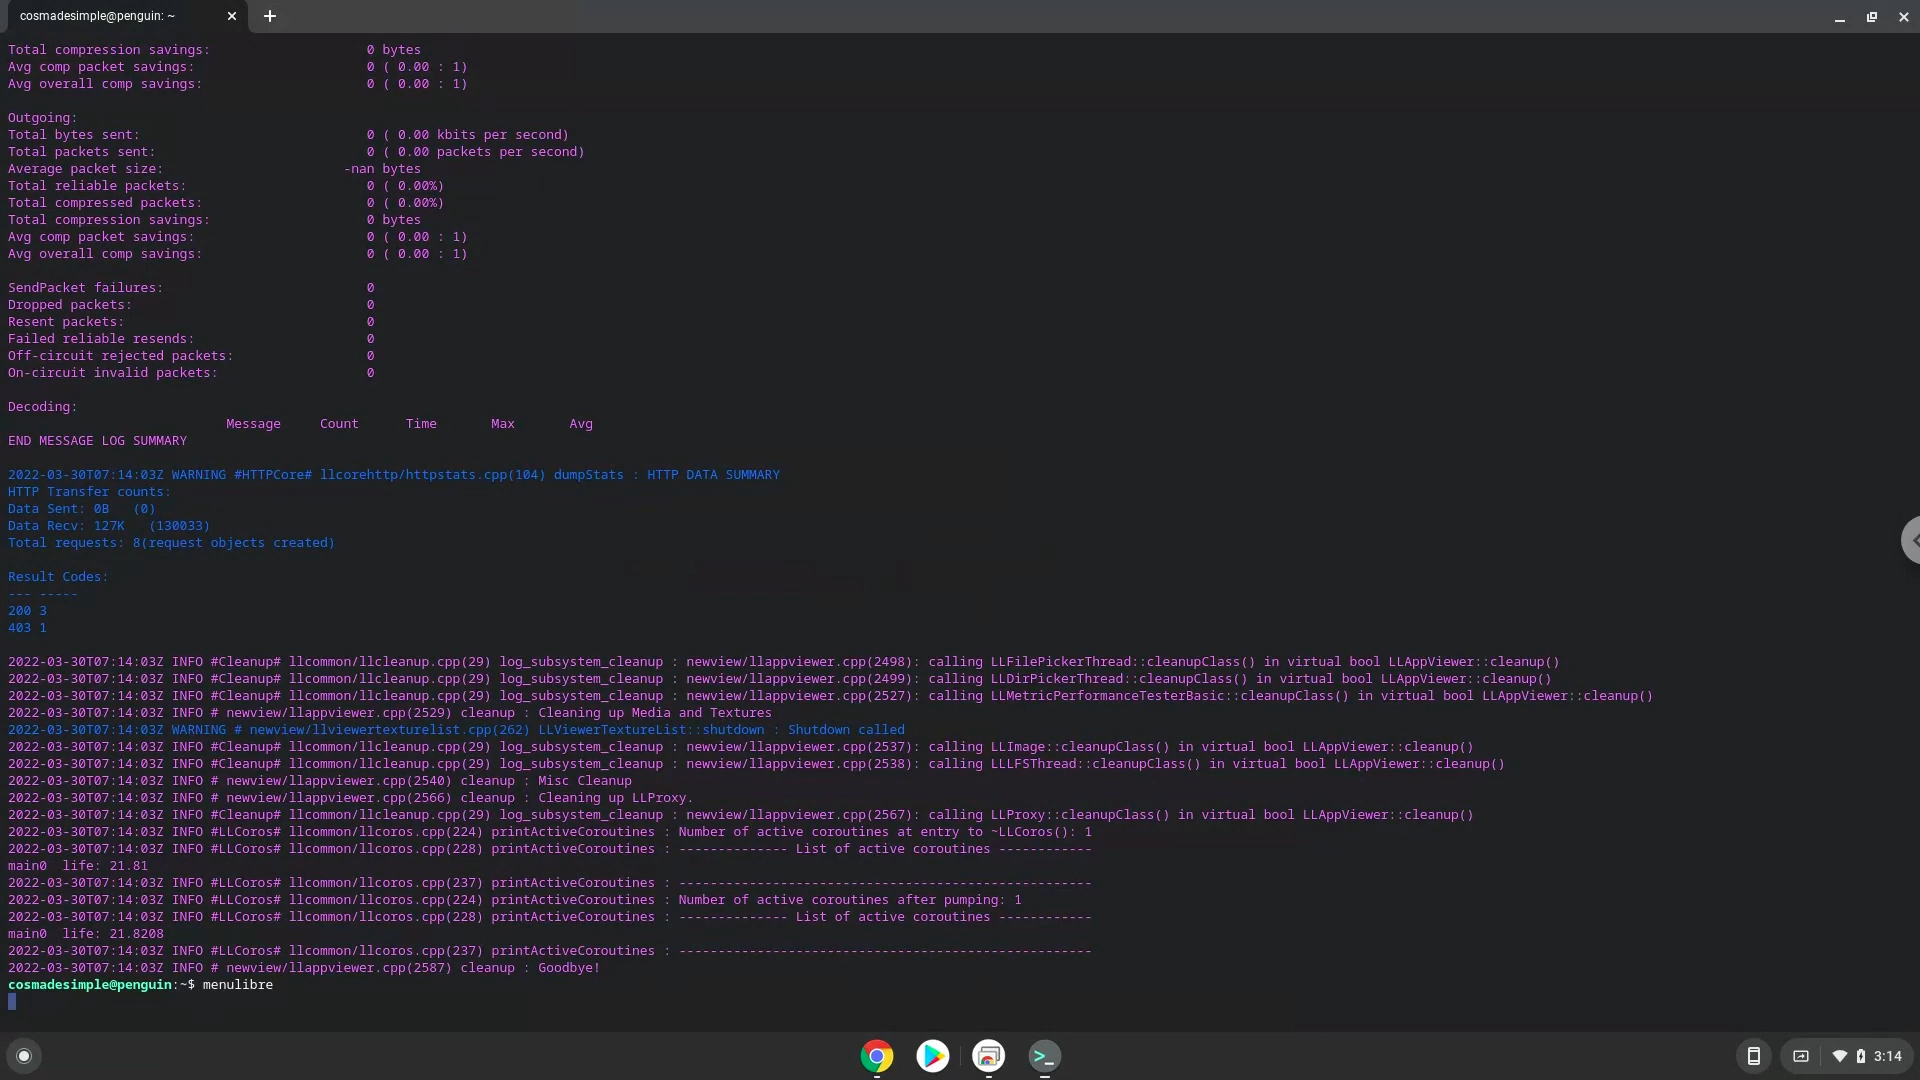 cosmadesimple@penguin: ~
Total compression savings: 0 bytes
Avg comp packet savings: 0 ( 0.00 : 1)
Avg overall comp savings: 0 ( 0.00 : 1)
Outgoing:
Total bytes sent: 0 ( 0.00 kbits per second)
Total packets sent: 0 ( 0.00 packets per second)
Average packet size: -nan bytes
Total reliable packets: 0 ( 0.00%)
Total compressed packets: 0 ( 0.00%)
Total compression savings: 0 bytes
Avg comp packet savings: 0 ( 0.00 : 1)
Avg overall comp savings: 0 ( 0.00 : 1)
SendPacket failures: 0
Dropped packets: 0
Resent packets: 0
Failed reliable resends: 0
Off-circuit rejected packets: 0
On-circuit invalid packets: 0
Decoding:
Message Count Time Max Avg
END MESSAGE LOG SUMMARY
2022-03-30T07:14:03Z WARNING #HTTPCore# llcorehttp/httpstats.cpp(104) dumpStats : HTTP DATA SUMMARY
HTTP Transfer counts:
Data Sent: 0B (0)
Data Recv: 127K (130033)
Total requests: 8(request objects created)
Result Codes:
--- -----
200 3
403 1
2022-03-30T07:14:03Z INFO #Cleanup# llcommon/llcleanup.cpp(29) log_subsystem_cleanup : newview/llappviewer.cpp(2498): calling LLFilePickerThread::cleanupClass() in virtual bool LLAppViewer::cleanup()
2022-03-30T07:14:03Z INFO #Cleanup# llcommon/llcleanup.cpp(29) log_subsystem_cleanup : newview/llappviewer.cpp(2499): calling LLDirPickerThread::cleanupClass() in virtual bool LLAppViewer::cleanup()
2022-03-30T07:14:03Z INFO #Cleanup# llcommon/llcleanup.cpp(29) log_subsystem_cleanup : newview/llappviewer.cpp(2527): calling LLMetricPerformanceTesterBasic::cleanupClass() in virtual bool LLAppViewer::cleanup()
2022-03-30T07:14:03Z INFO # newview/llappviewer.cpp(2529) cleanup : Cleaning up Media and Textures
2022-03-30T07:14:03Z WARNING # newview/llviewertexturelist.cpp(262) LLViewerTextureList::shutdown : Shutdown called
2022-03-30T07:14:03Z INFO #Cleanup# llcommon/llcleanup.cpp(29) log_subsystem_cleanup : newview/llappviewer.cpp(2537): calling LLImage::cleanupClass() in virtual bool LLAppViewer::cleanup()
2022-03-30T07:14:03Z INFO #Cleanup# llcommon/llcleanup.cpp(29) log_subsystem_cleanup : newview/llappviewer.cpp(2538): calling LLLFSThread::cleanupClass() in virtual bool LLAppViewer::cleanup()
2022-03-30T07:14:03Z INFO # newview/llappviewer.cpp(2540) cleanup : Misc Cleanup
2022-03-30T07:14:03Z INFO # newview/llappviewer.cpp(2566) cleanup : Cleaning up LLProxy.
2022-03-30T07:14:03Z INFO #Cleanup# llcommon/llcleanup.cpp(29) log_subsystem_cleanup : newview/llappviewer.cpp(2567): calling LLProxy::cleanupClass() in virtual bool LLAppViewer::cleanup()
2022-03-30T07:14:03Z INFO #LLCoros# llcommon/llcoros.cpp(224) printActiveCoroutines : Number of active coroutines at entry to ~LLCoros(): 1
2022-03-30T07:14:03Z INFO #LLCoros# llcommon/llcoros.cpp(228) printActiveCoroutines : -------------- List of active coroutines ------------
main0 life: 21.81
2022-03-30T07:14:03Z INFO #LLCoros# llcommon/llcoros.cpp(237) printActiveCoroutines : -----------------------------------------------------
2022-03-30T07:14:03Z INFO #LLCoros# llcommon/llcoros.cpp(224) printActiveCoroutines : Number of active coroutines after pumping: 1
2022-03-30T07:14:03Z INFO #LLCoros# llcommon/llcoros.cpp(228) printActiveCoroutines : -------------- List of active coroutines ------------
main0 life: 21.8208
2022-03-30T07:14:03Z INFO #LLCoros# llcommon/llcoros.cpp(237) printActiveCoroutines : -----------------------------------------------------
2022-03-30T07:14:03Z INFO # newview/llappviewer.cpp(2587) cleanup : Goodbye!
cosmadesimple@penguin:~$ menulibre
3:14